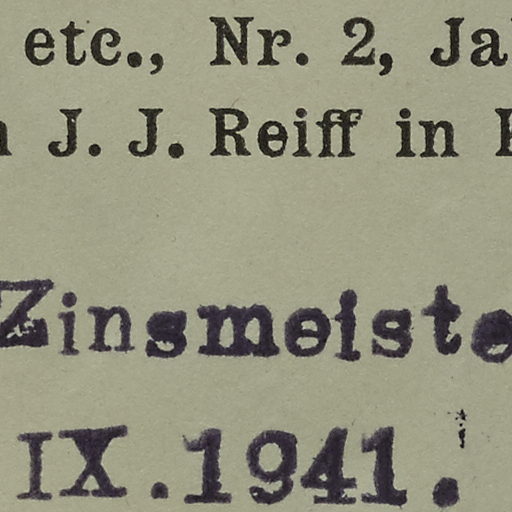 etc., Nr. 2, Ja
J. J. Reiff in
Zinsmeiste
IX.1941.